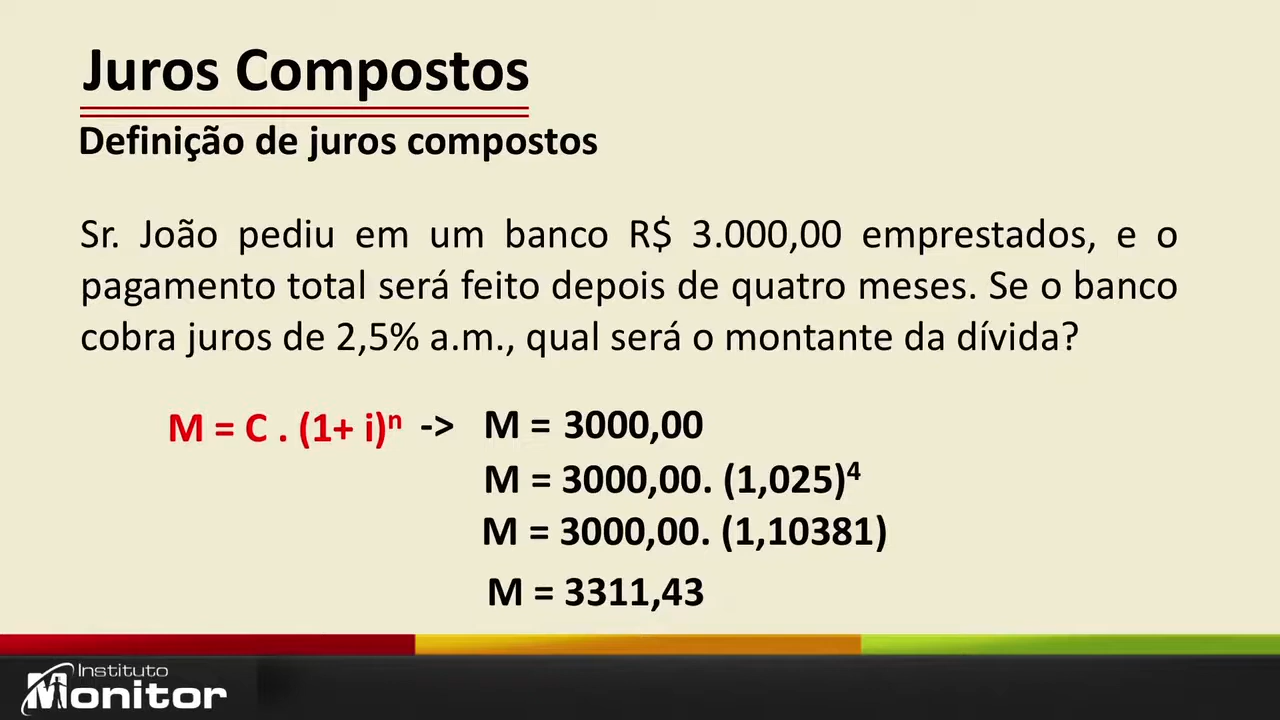 Juros Compostos
Definição de juros compostos
Sr. João pediu em um banco R$ 3.000,00 emprestados, e o
pagamento total será feito depois de quatro meses. Se o banco
cobra juros de 2,5% a.m., qual será o montante da dívida?
M = C . (1+ i)ⁿ -> M = 3000,00
M = 3000,00. (1,025)⁴
M = 3000,00. (1,10381)
M = 3311,43
Instituto
Monitor